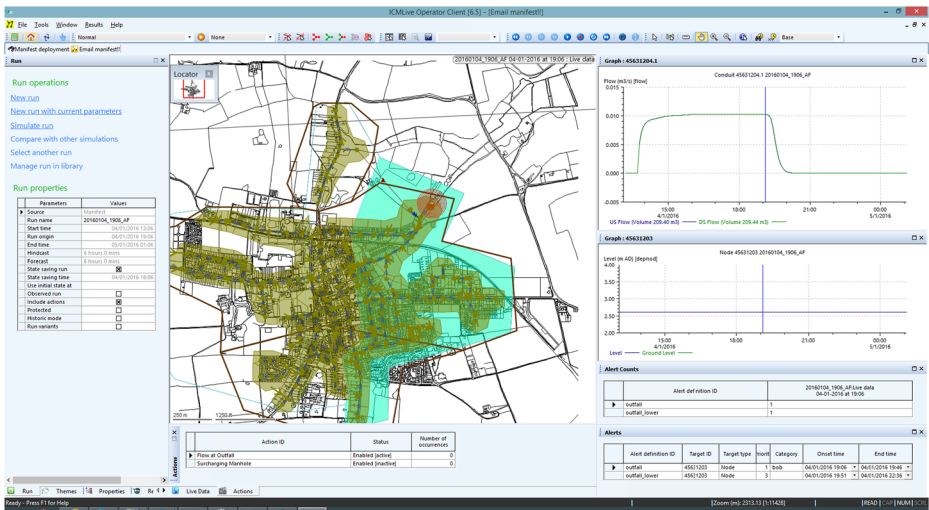 ICMLive Operator Client [6.5] - [Email manifest!!]
File Tools Window Results Help
Normal None Base
Manifest deployment Email manifest!!
Run
Run operations
New run
New run with current parameters
Simulate run
Compare with other simulations
Select another run
Manage run in library
Run properties
Parameters Values
Source Manifest
Run name 20160104_1906_AF
Start time 04/01/2016 13:06
Run origin 04/01/2016 19:06
End time 05/01/2016 01:06
Hindcast 6 hours 0 mins
Forecast 6 hours 0 mins
State saving run
State saving time 04/01/2016 18:06
Use initial state at
Observed run
Include actions
Protected
Historic mode
Run variants
Run Themes Properties
20160104_1906_AF 04-01-2016 at 19:06 : Live data
Locator
250 m 1250 ft
Actions
Action ID Status Number of occurrences
Flow at Outfall Enabled [active] 0
Surcharging Manhole Enabled [inactive] 0
Live Data Actions
Graph : 45631204.1
Conduit 45631204.1 20160104_1906_AF
Flow (m3/s) [flow]
0.015
0.010
0.005
0.000
-0.005
15:00 18:00 21:00 00:00
4/1/2016 5/1/2016
US Flow (Volume 209.40 m3) DS Flow (Volume 209.44 m3)
Graph : 45631203
Node 45631203 20160104_1906_AF
Level (m AD) [depnod]
4.00
3.50
3.00
2.50
2.00
15:00 18:00 21:00 00:00
4/1/2016 5/1/2016
Level Ground Level
Alert Counts
Alert definition ID 20160104_1906_AF:Live data
04-01-2016 at 19:06
outfall 1
outfall_lower 1
Alerts
Alert definition ID Target ID Target type Category Onset time End time
outfall 45631203 Node 1 bob 04/01/2016 19:06 04/01/2016 19:46
outfall_lower 45631203 Node 3 04/01/2016 19:51 04/01/2016 22:36
Ready - Press F1 for Help
[Zoom (m): 2313.13 [1:11428] READ CAP NUM SCRL